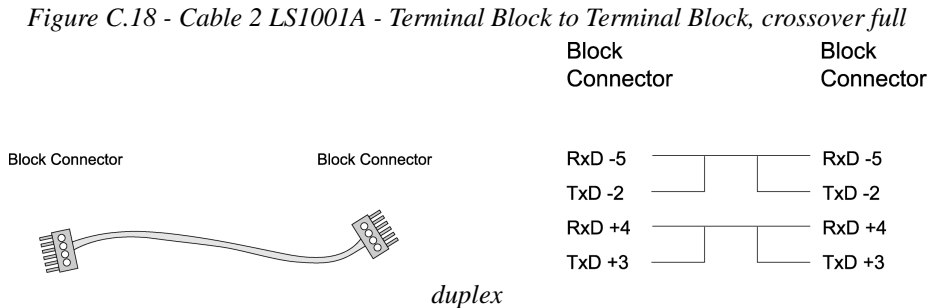 Figure C.18 - Cable 2 LS1001A - Terminal Block to Terminal Block, crossover full
Block Connector
Block Connector
Block
Connector
Block
Connector
RxD -5
RxD -5
TxD -2
TxD -2
RxD +4
RxD +4
TxD +3
TxD +3
duplex